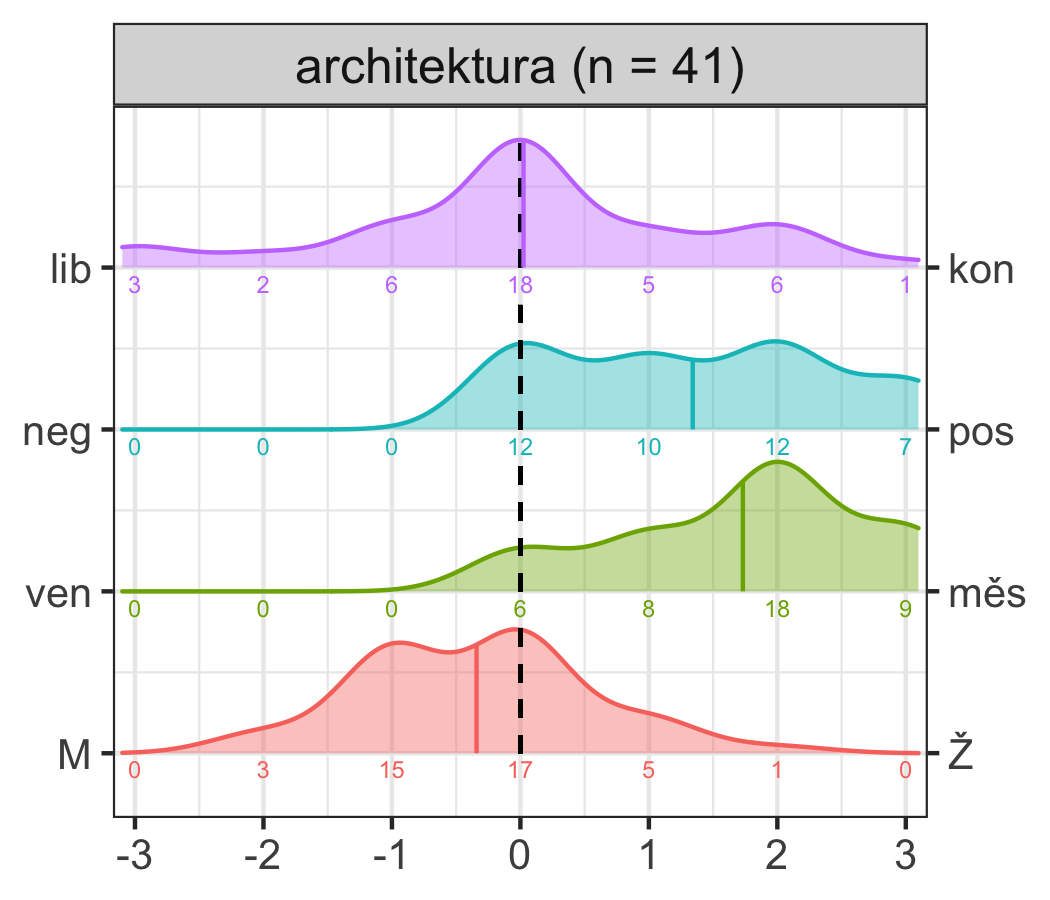 architektura (n = 41)
lib kon
3 2 6 18 5 6 1
neg pos
0 0 0 12 10 12 7
ven měs
0 0 0 6 8 18 9
M Ž
0 3 15 17 5 1 0
-3 -2 -1 0 1 2 3